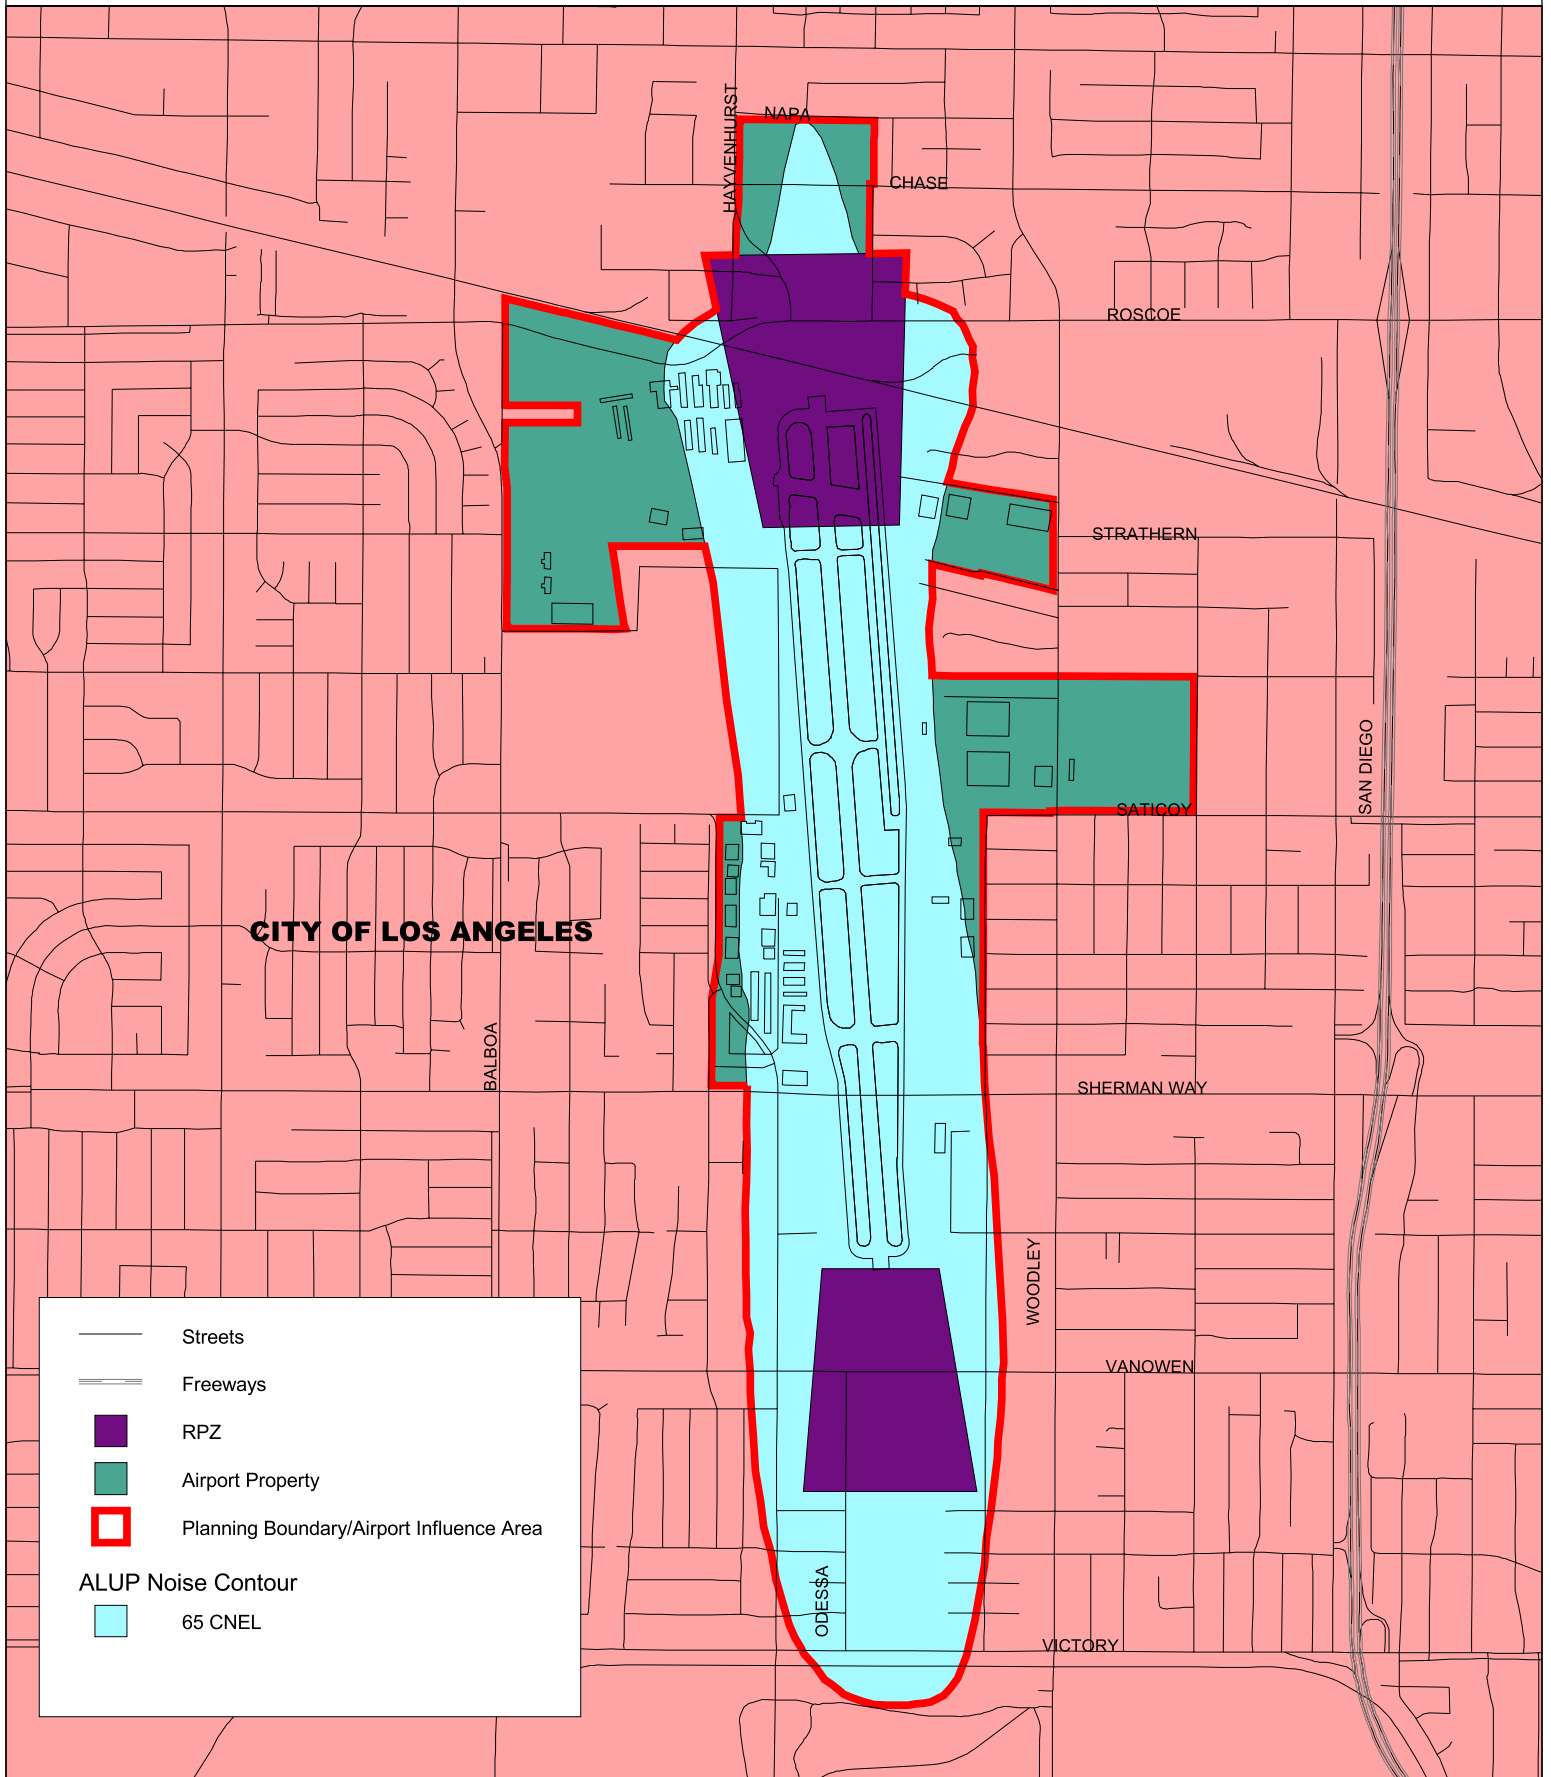 HAYVENHURST
NAPA
CHASE
ROSCOE
STRATHERN
SAN DIEGO
SATICOY
CITY OF LOS ANGELES
BALBOA
SHERMAN WAY
WOODLEY
VANOWEN
ODESSA
VICTORY
Streets
Freeways
RPZ
Airport Property
Planning Boundary/Airport Influence Area
ALUP Noise Contour
65 CNEL